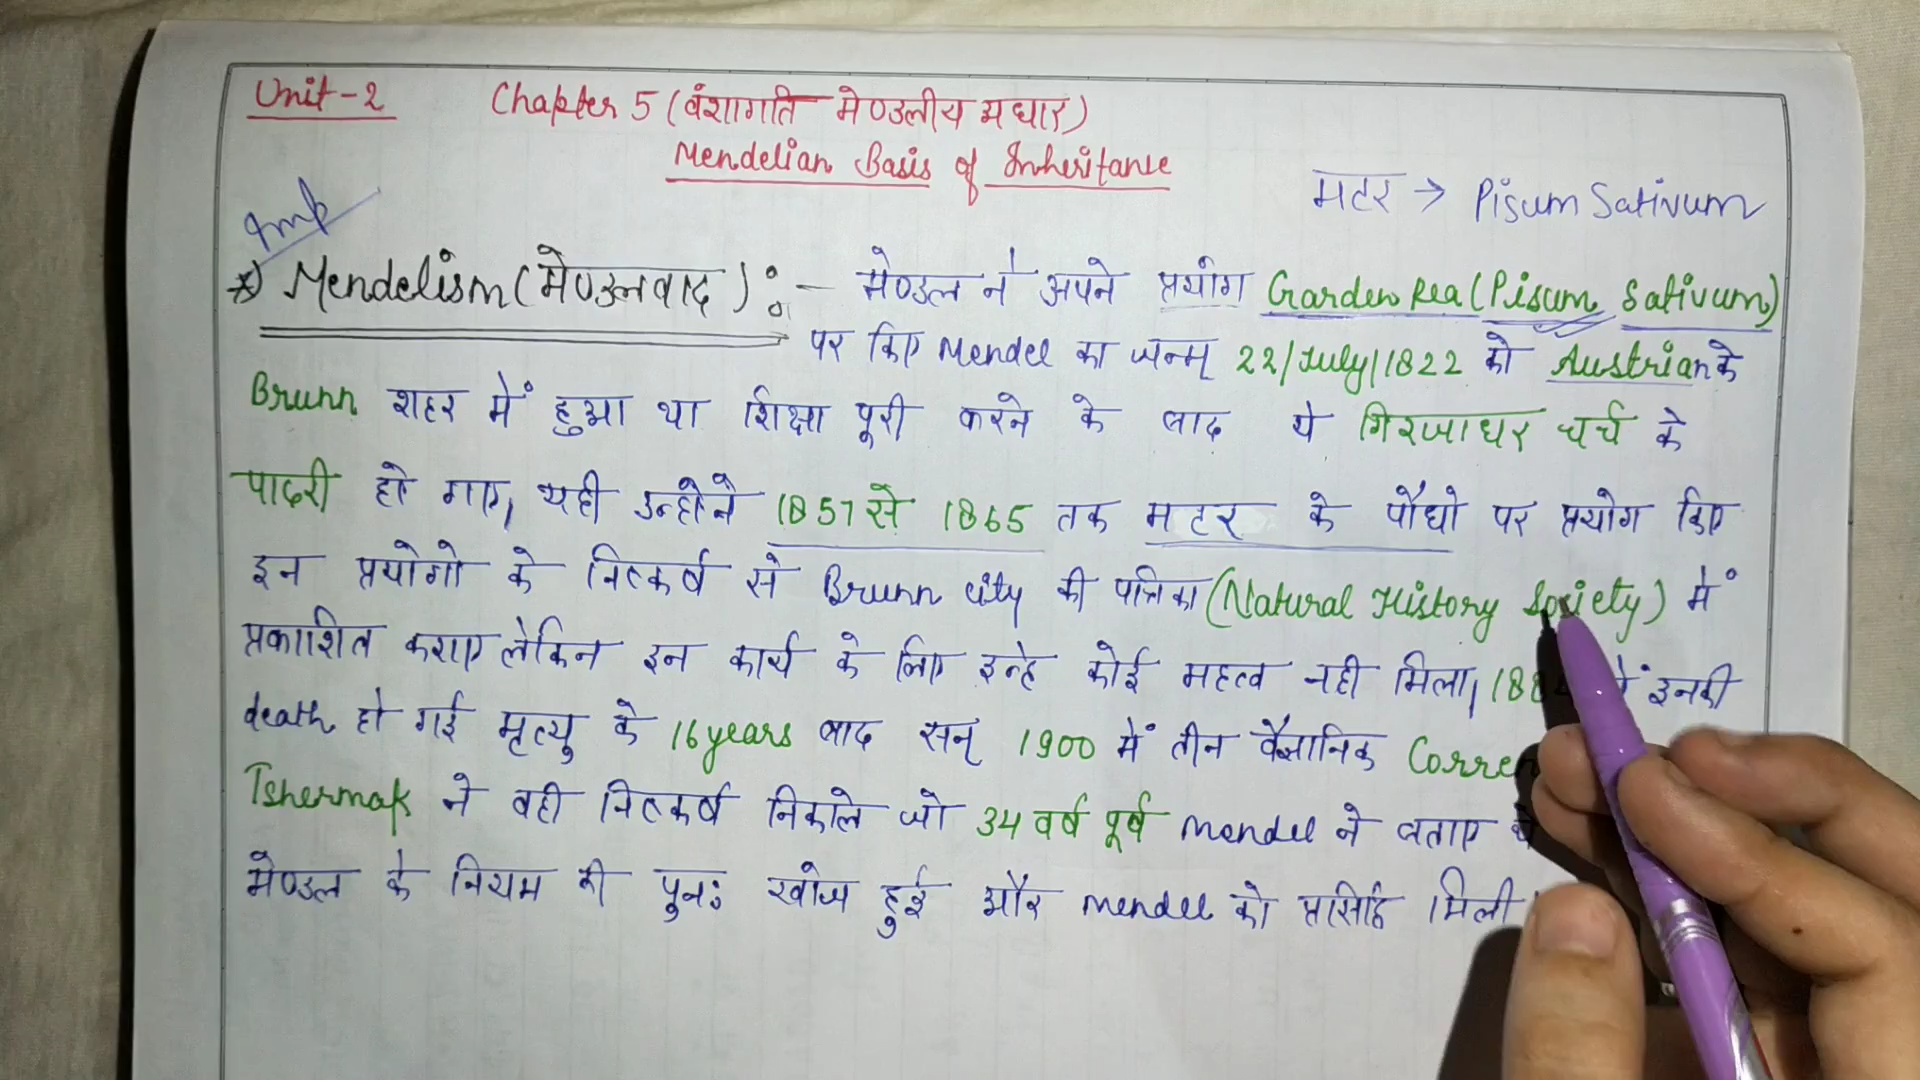 Unit-2 Chapter 5 (वंशागति मेण्डलीय अधार)
Mendelian Basis of Inheritance
Imp
मटर → Pisum Sativum
* Mendelism (मेण्डलवाद) :- मेण्डल ने अपने प्रयोग Garden Pea (Pisum Sativum)
पर किए Mendel का जन्म 22/July/1822 को Austrian के
Brunn शहर में हुआ था शिक्षा पूरी करने के बाद ये गिरजाघर चर्च के
पादरी हो गए, यही उन्होने 1857 से 1865 तक मटर के पौधो पर प्रयोग किए
इन प्रयोगो के निष्कर्ष से Brunn city की पत्रिका (Natural History Society) में
प्रकाशित कराए लेकिन इन कार्य के लिए इन्हे कोई महत्व नही मिला, इनकी
death हो गई मृत्यु के 16 years बाद सन् 1900 में तीन वैज्ञानिक
Tshermak ने वही निष्कर्ष निकाले जो 34 वर्ष पूर्व Mendel ने बताए थे
मेण्डल के नियम की पुनः खोज हुई और Mendel को प्रसिद्धि मिली